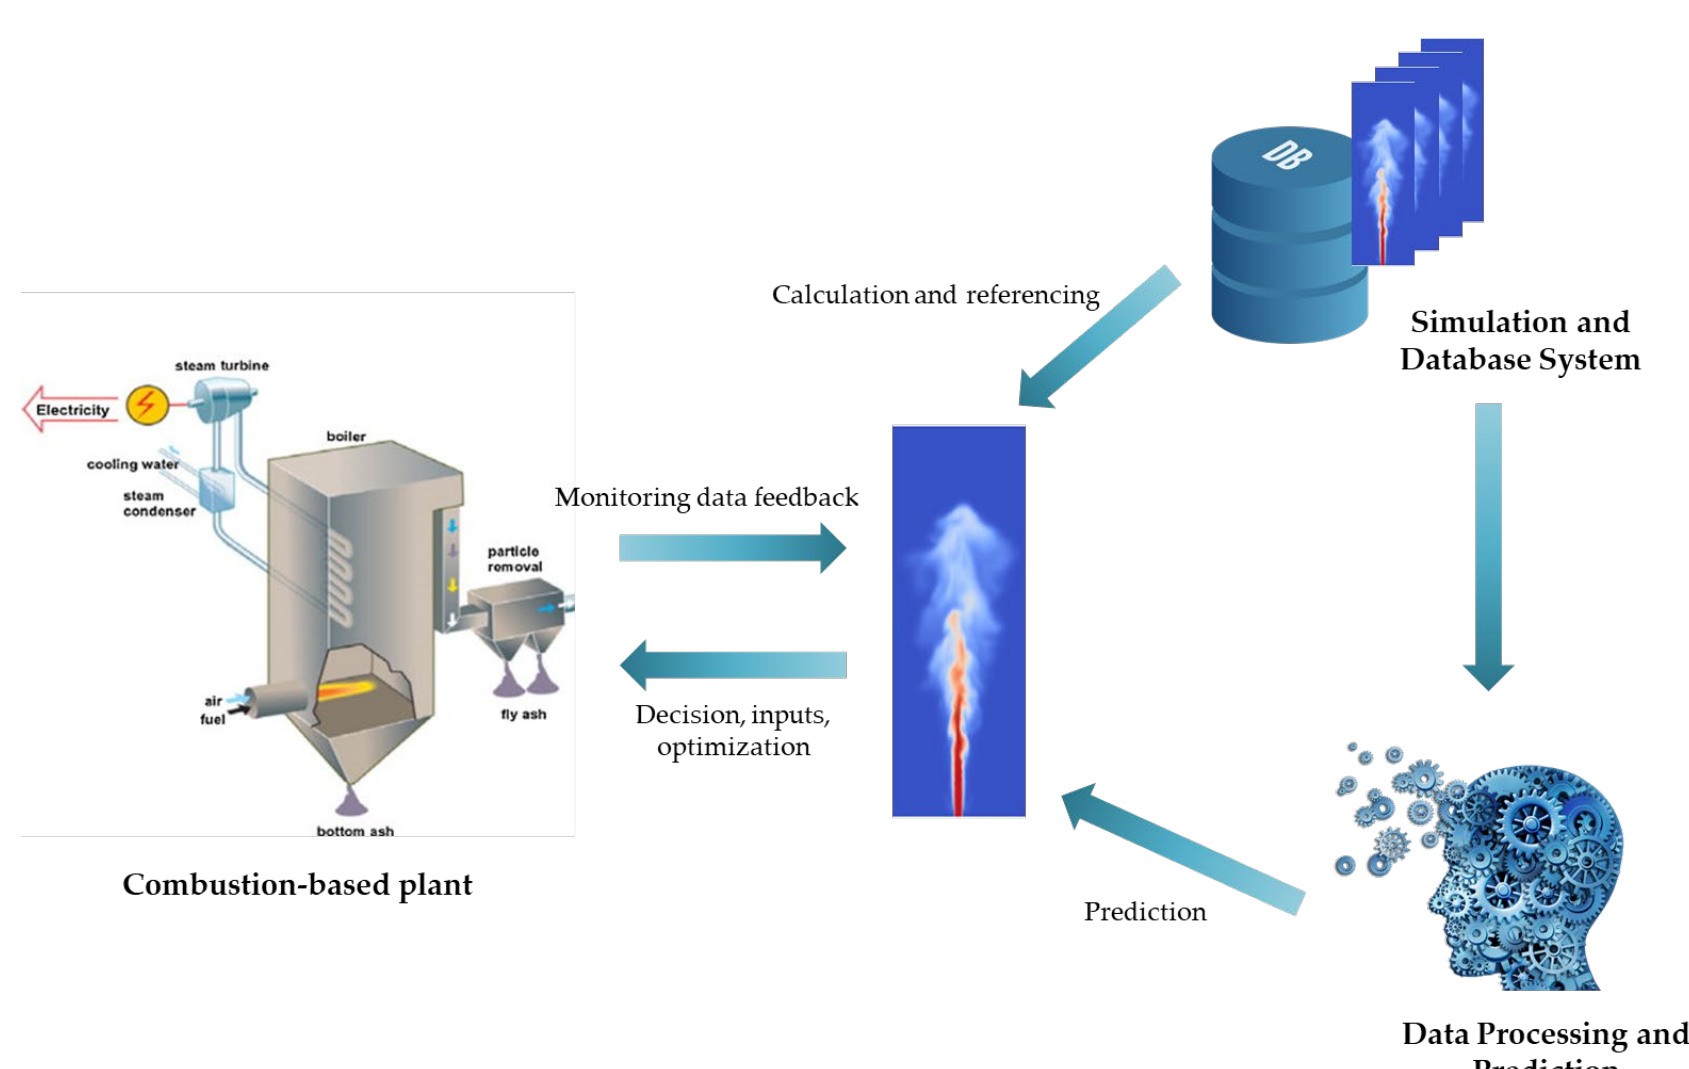 DB
Calculation and referencing
Simulation and
Database System
steam turbine
Electricity
boiler
cooling water
steam
condenser
Monitoring data feedback
particle
removal
air
fuel
fly ash
Decision, inputs,
optimization
bottom ash
Combustion-based plant
Prediction
Data Processing and
Prediction